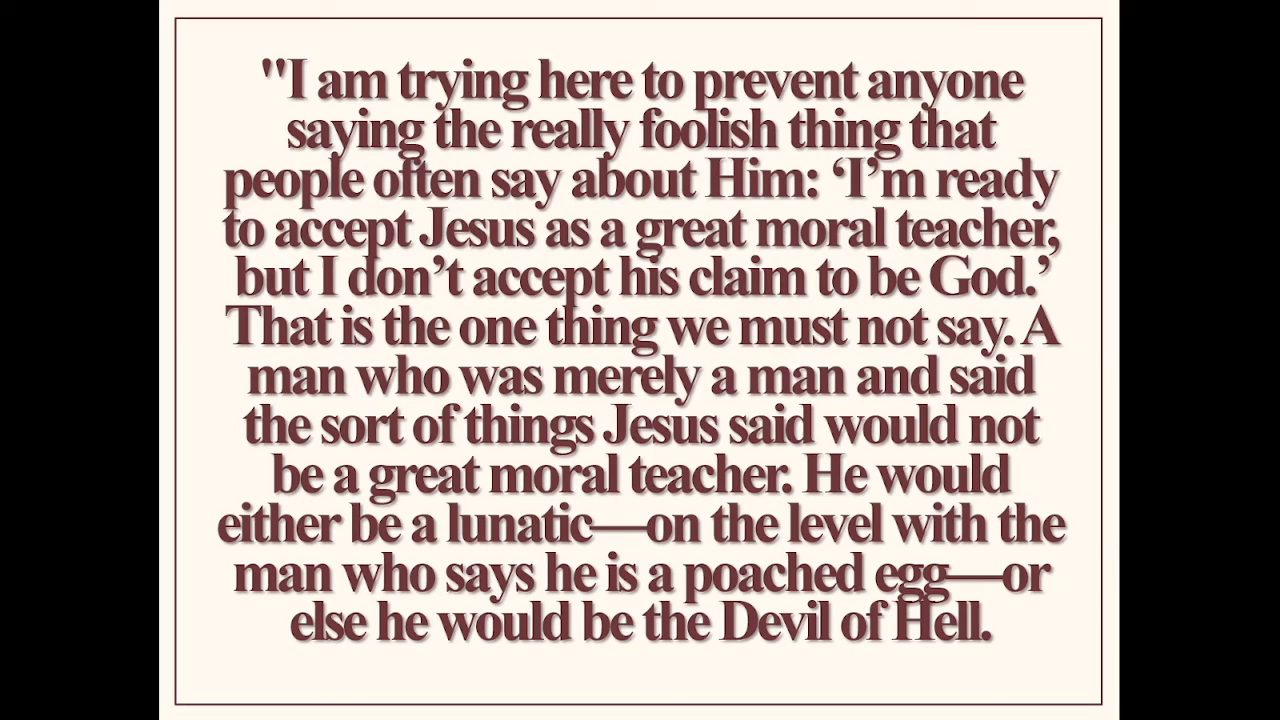 "I am trying here to prevent anyone
saying the really foolish thing that
people often say about Him: ‘I’m ready
to accept Jesus as a great moral teacher,
but I don’t accept his claim to be God.’
That is the one thing we must not say. A
man who was merely a man and said
the sort of things Jesus said would not
be a great moral teacher. He would
either be a lunatic—on the level with the
man who says he is a poached egg—or
else he would be the Devil of Hell.